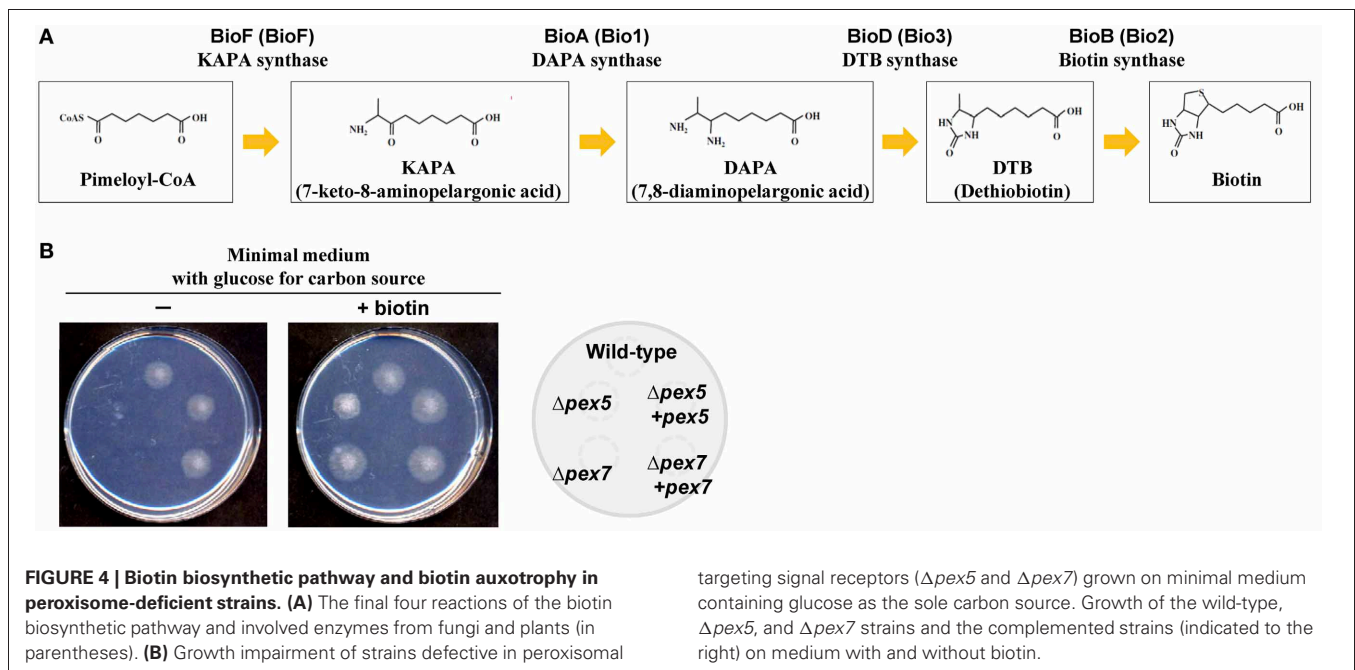 A
BioF (BioF)
KAPA synthase
BioA (Bio1)
DAPA synthase
BioD (Bio3)
DTB synthase
BioB (Bio2)
Biotin synthase
CoAS
O
O
OH
Pimeloyl-CoA
NH₂
O
O
OH
KAPA
(7-keto-8-aminopelargonic acid)
NH₂
NH₂
O
OH
DAPA
(7,8-diaminopelargonic acid)
HN
NH
O
O
OH
DTB
(Dethiobiotin)
S
HN
NH
O
O
OH
Biotin
B
Minimal medium
with glucose for carbon source
−
+ biotin
Wild-type
Δpex5
Δpex5
+pex5
Δpex7
Δpex7
+pex7
FIGURE 4 | Biotin biosynthetic pathway and biotin auxotrophy in
peroxisome-deficient strains. (A) The final four reactions of the biotin
biosynthetic pathway and involved enzymes from fungi and plants (in
parentheses). (B) Growth impairment of strains defective in peroxisomal
targeting signal receptors (Δpex5 and Δpex7) grown on minimal medium
containing glucose as the sole carbon source. Growth of the wild-type,
Δpex5, and Δpex7 strains and the complemented strains (indicated to the
right) on medium with and without biotin.